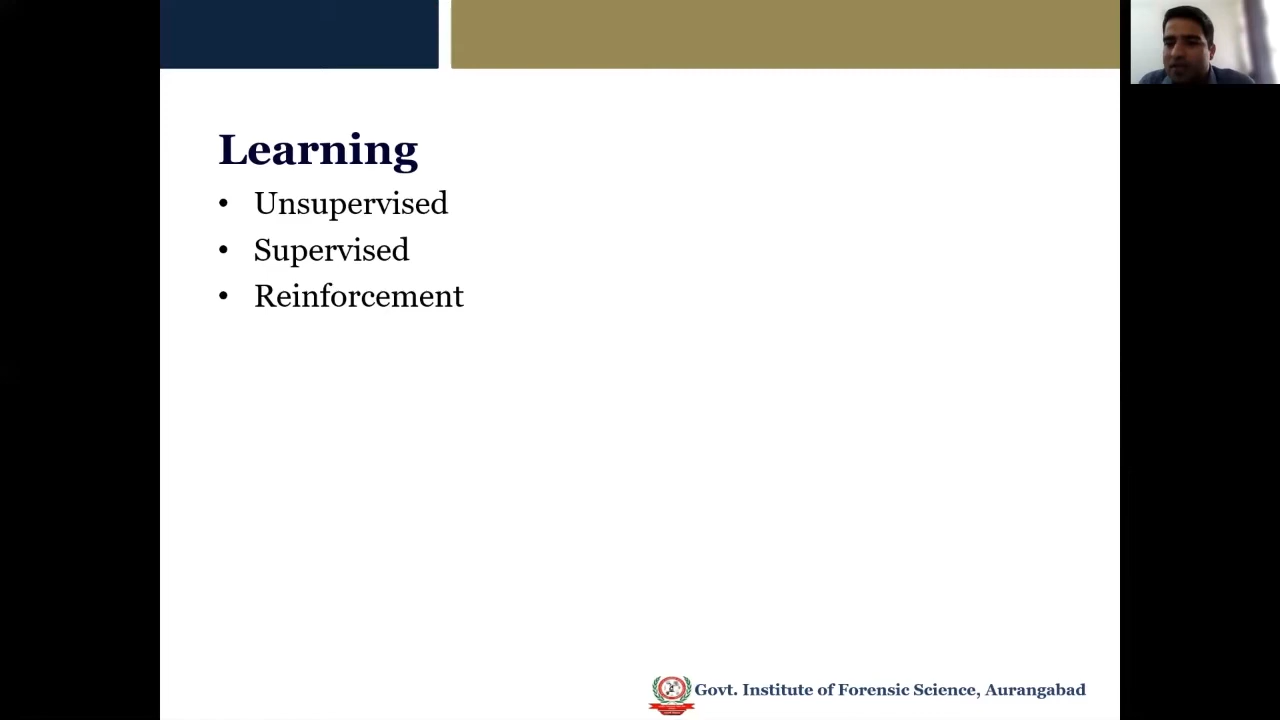 Learning
• Unsupervised
• Supervised
• Reinforcement
Govt. Institute of Forensic Science, Aurangabad